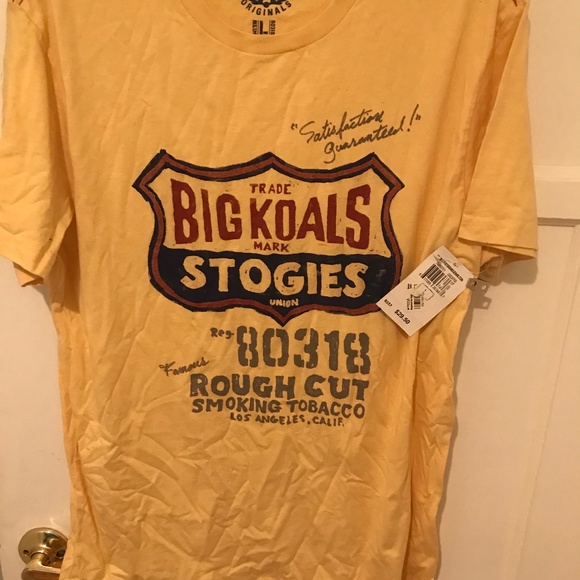 ORIGINALS
L
"Satisfaction
guaranteed!"
TRADE
BIG KOALS
MARK
STOGIES
UNION
$29.50
Reg. 80318
Famous
ROUGH CUT
SMOKING TOBACCO
LOS ANGELES, CALIF.